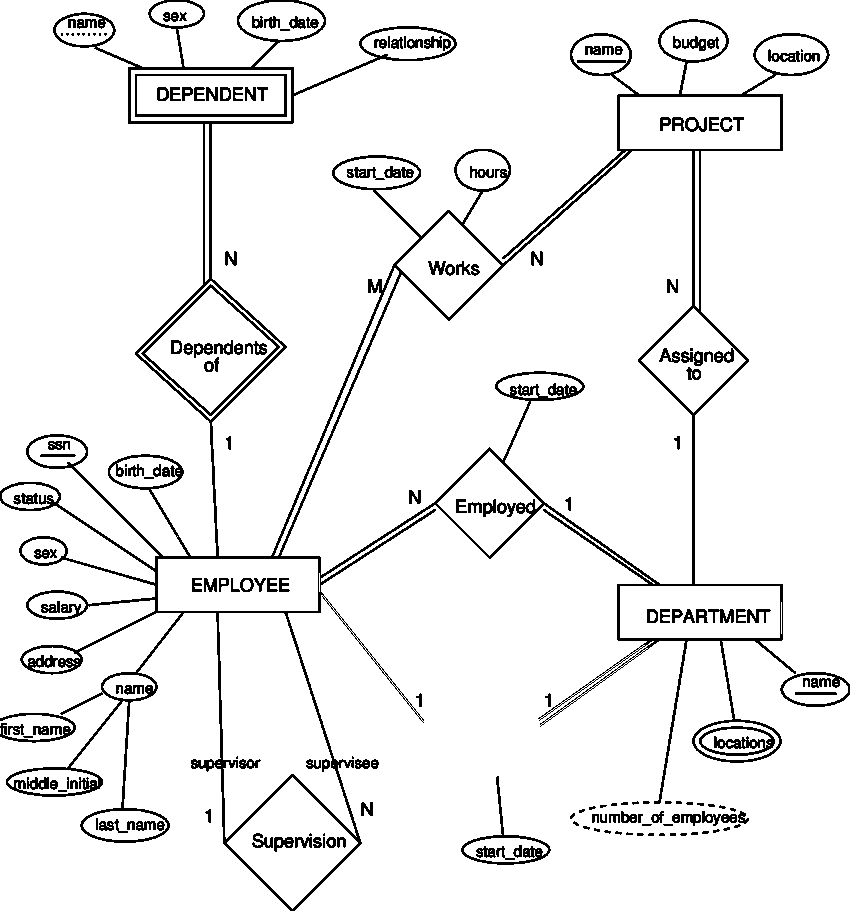 name
sex
birth_date
relationship
DEPENDENT
name
budget
location
PROJECT
start_date
hours
N
M
Works
N
N
Dependents
of
Assigned
to
start_date
1
1
ssn
birth_date
status
N
Employed
1
sex
EMPLOYEE
salary
DEPARTMENT
address
name
1
1
name
first_name
locations
supervisor
supervisee
middle_initial
1
N
number_of_employees
last_name
Supervision
start_date